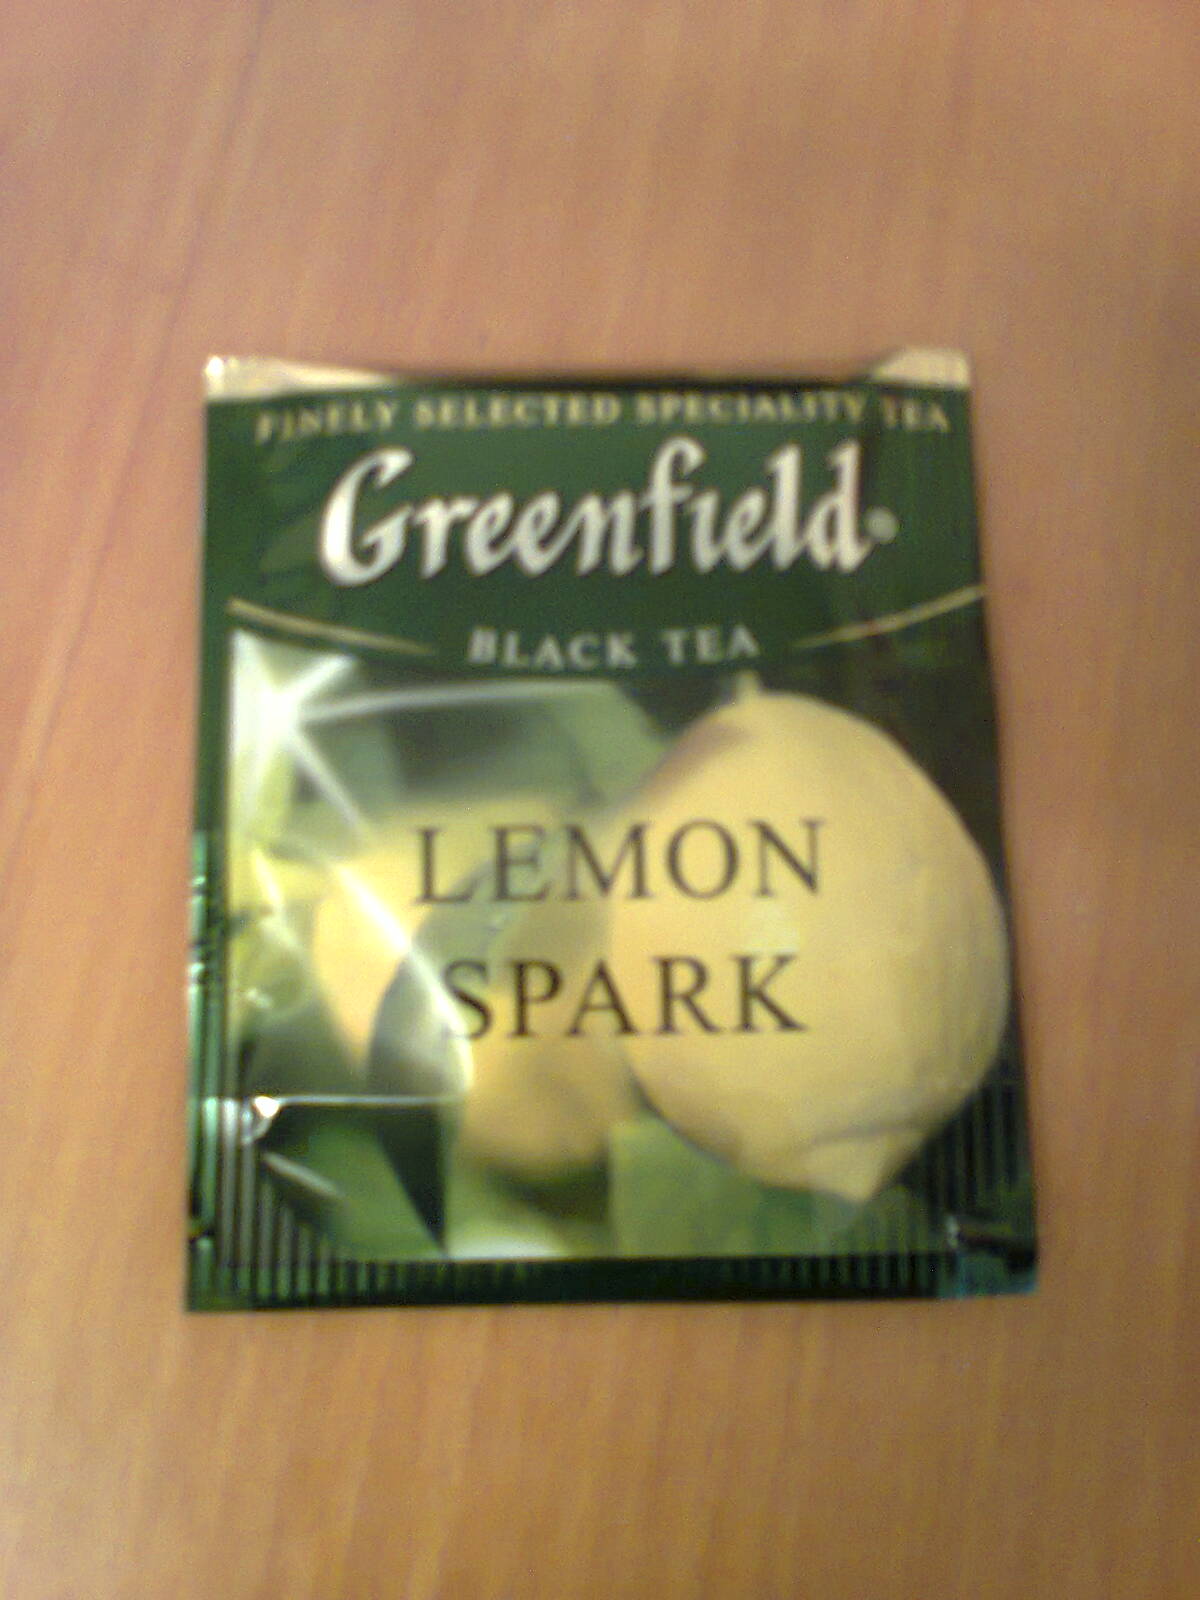 FINELY SELECTED SPECIALITY TEA
Greenfield
BLACK TEA
LEMON
SPARK